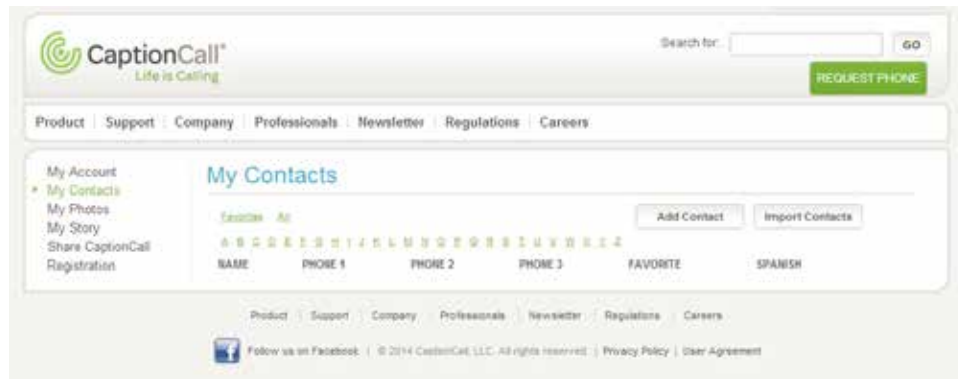 CaptionCall®
Life is Calling
Search for: GO
REQUEST PHONE
Product | Support | Company | Professionals | Newsletter | Regulations | Careers
My Account
My Contacts
My Photos
My Story
Share CaptionCall
Registration
My Contacts
Favorites All
Add Contact Import Contacts
A B C D E F G H I J K L M N O P Q R S T U V W X Y Z
NAME PHONE 1 PHONE 2 PHONE 3 FAVORITE SPANISH
Product | Support | Company | Professionals | Newsletter | Regulations | Careers
Follow us on Facebook | © 2014 CaptionCall, LLC. All rights reserved. | Privacy Policy | User Agreement